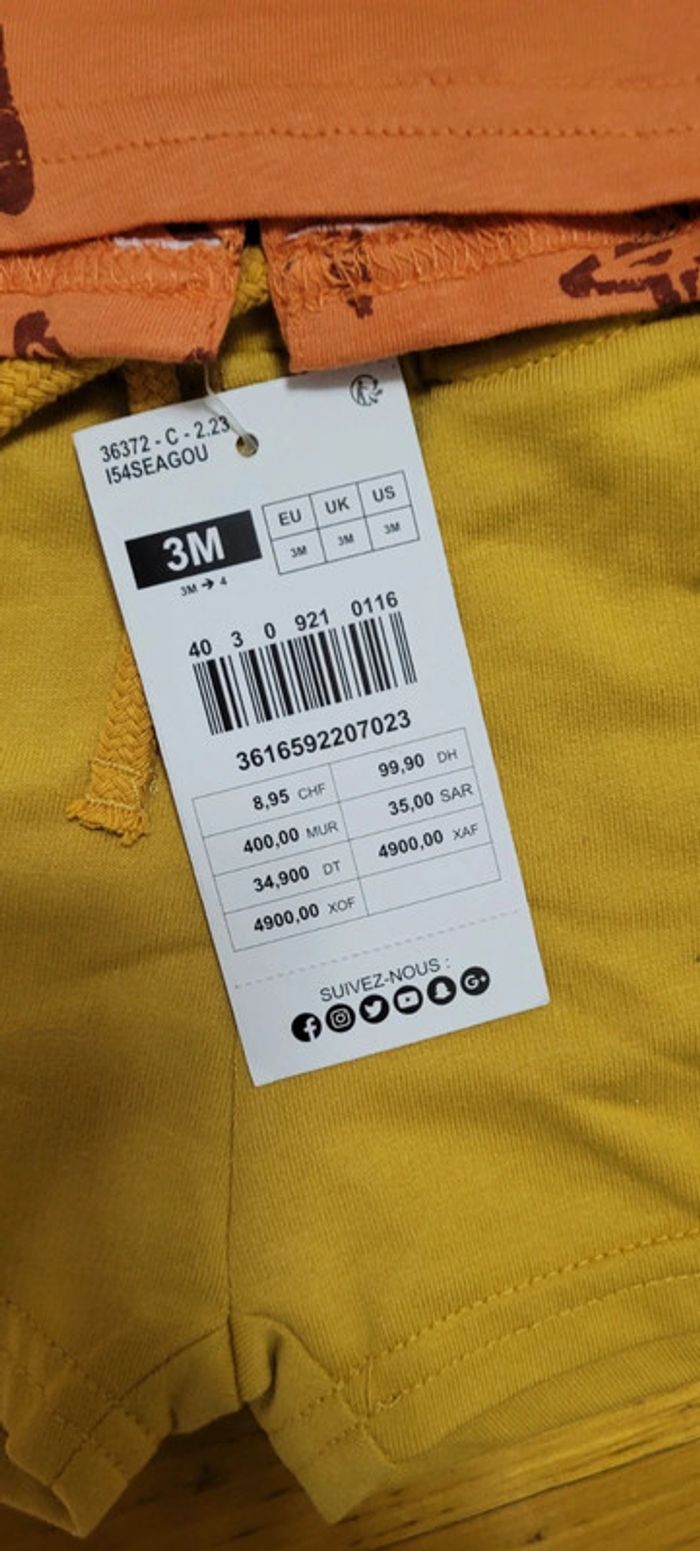 36372 - C - 2.23
I54SEAGOU
3M
3M → 4
EU UK US
3M 3M 3M
40 3 0 921 0116
3616592207023
8,95 CHF 99,90 DH
400,00 MUR 35,00 SAR
34,900 DT 4900,00 XAF
4900,00 XOF
SUIVEZ-NOUS :